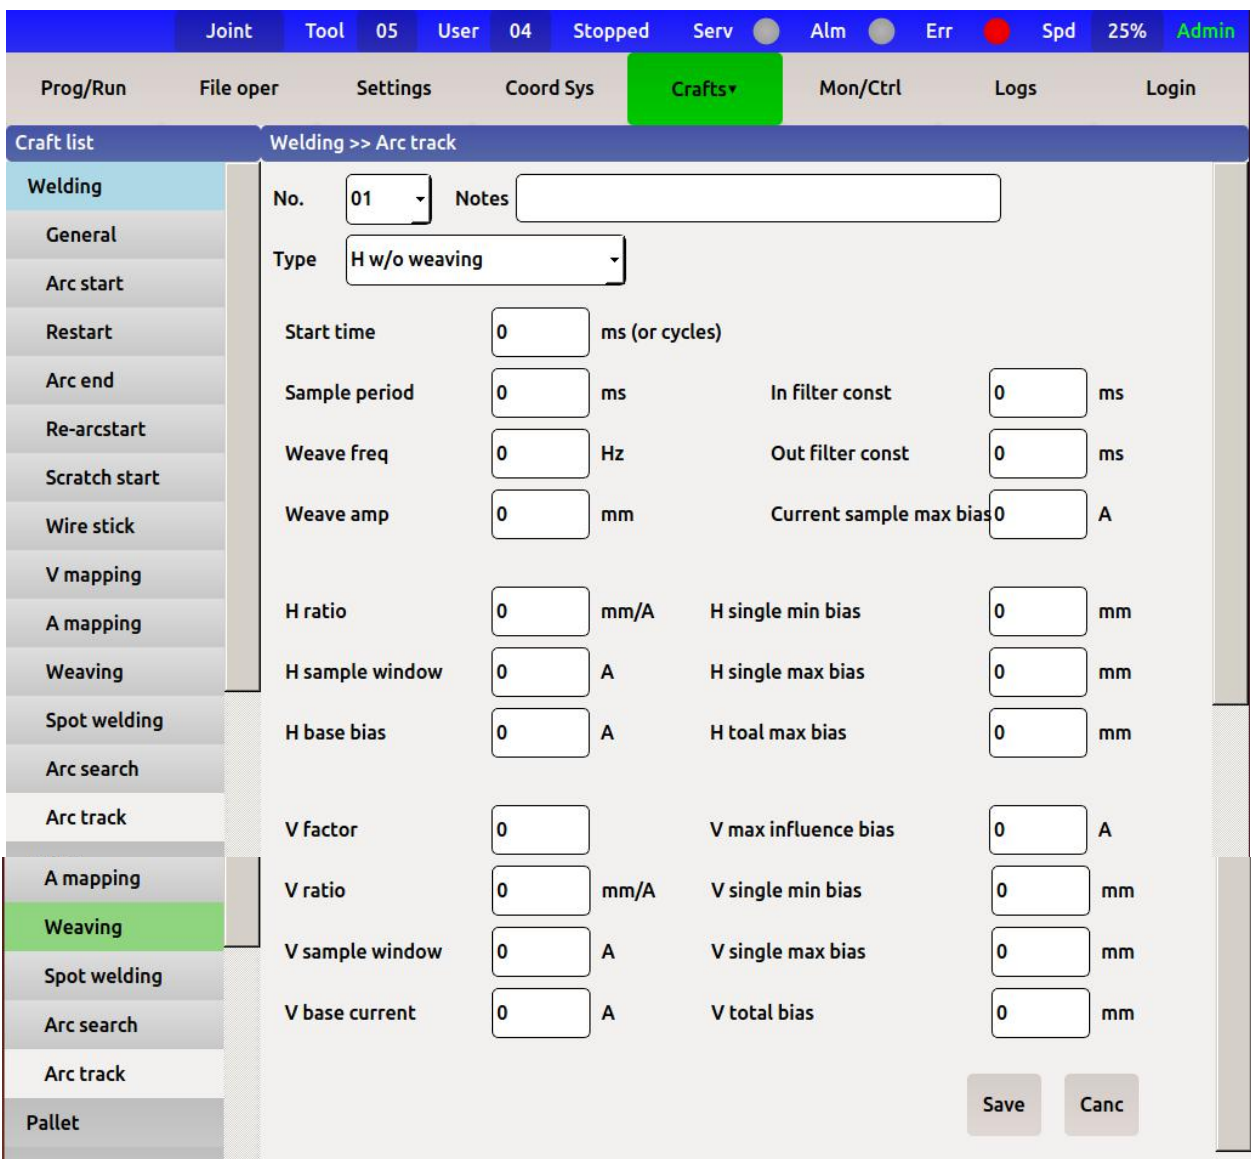 Joint Tool 05 User 04 Stopped Serv Alm Err Spd 25% Admin
Prog/Run File oper Settings Coord Sys Crafts▾ Mon/Ctrl Logs Login
Craft list
Welding >> Arc track
Welding
General
Arc start
Restart
Arc end
Re-arcstart
Scratch start
Wire stick
V mapping
A mapping
Weaving
Spot welding
Arc search
Arc track
A mapping
Weaving
Spot welding
Arc search
Arc track
Pallet
No. 01 Notes
Type H w/o weaving
Start time 0 ms (or cycles)
Sample period 0 ms In filter const 0 ms
Weave freq 0 Hz Out filter const 0 ms
Weave amp 0 mm Current sample max bias 0 A
H ratio 0 mm/A H single min bias 0 mm
H sample window 0 A H single max bias 0 mm
H base bias 0 A H toal max bias 0 mm
V factor 0 V max influence bias 0 A
V ratio 0 mm/A V single min bias 0 mm
V sample window 0 A V single max bias 0 mm
V base current 0 A V total bias 0 mm
Save Canc